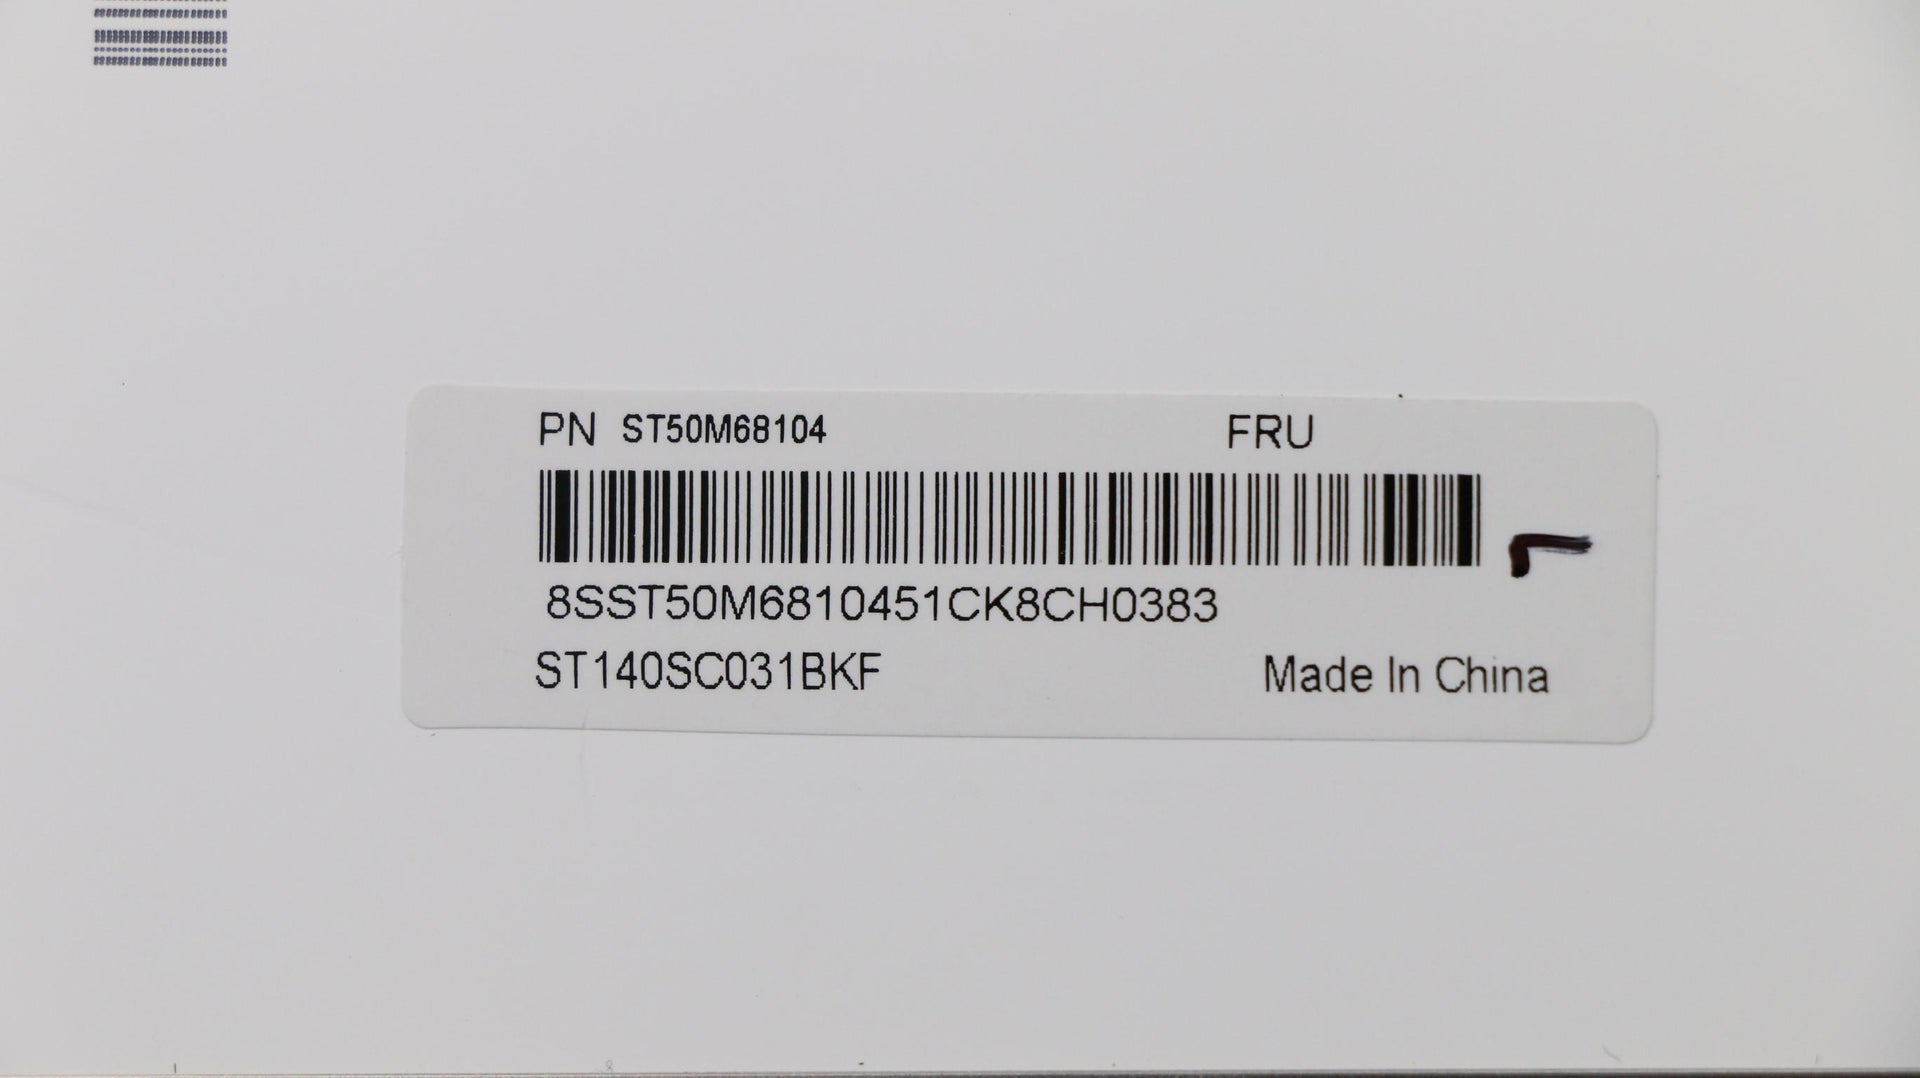 PN ST50M68104 FRU
8SST50M6810451CK8CH0383
ST140SC031BKF Made In China